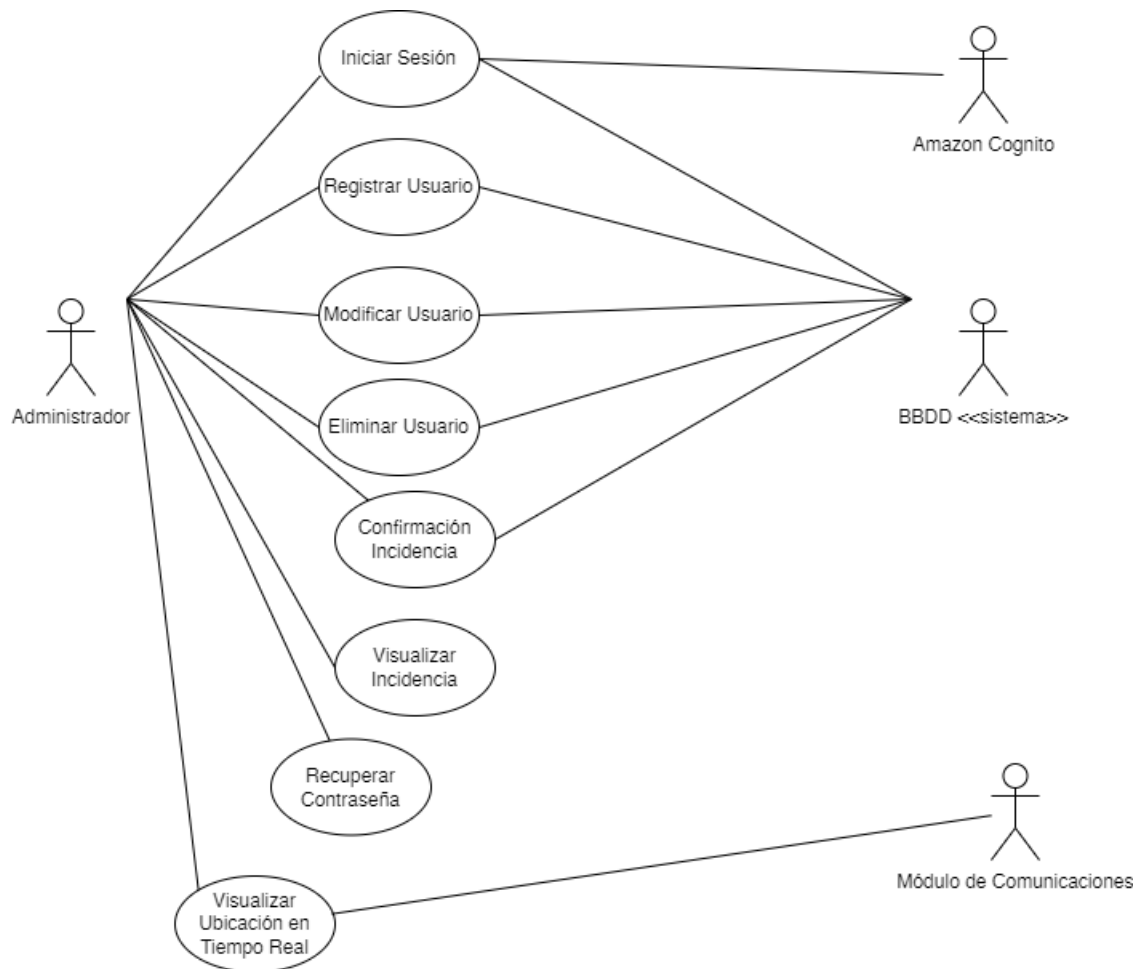 Iniciar Sesión
Amazon Cognito
Registrar Usuario
Modificar Usuario
Administrador
BBDD <<sistema>>
Eliminar Usuario
Confirmación
Incidencia
Visualizar
Incidencia
Recuperar
Contraseña
Módulo de Comunicaciones
Visualizar
Ubicación en
Tiempo Real